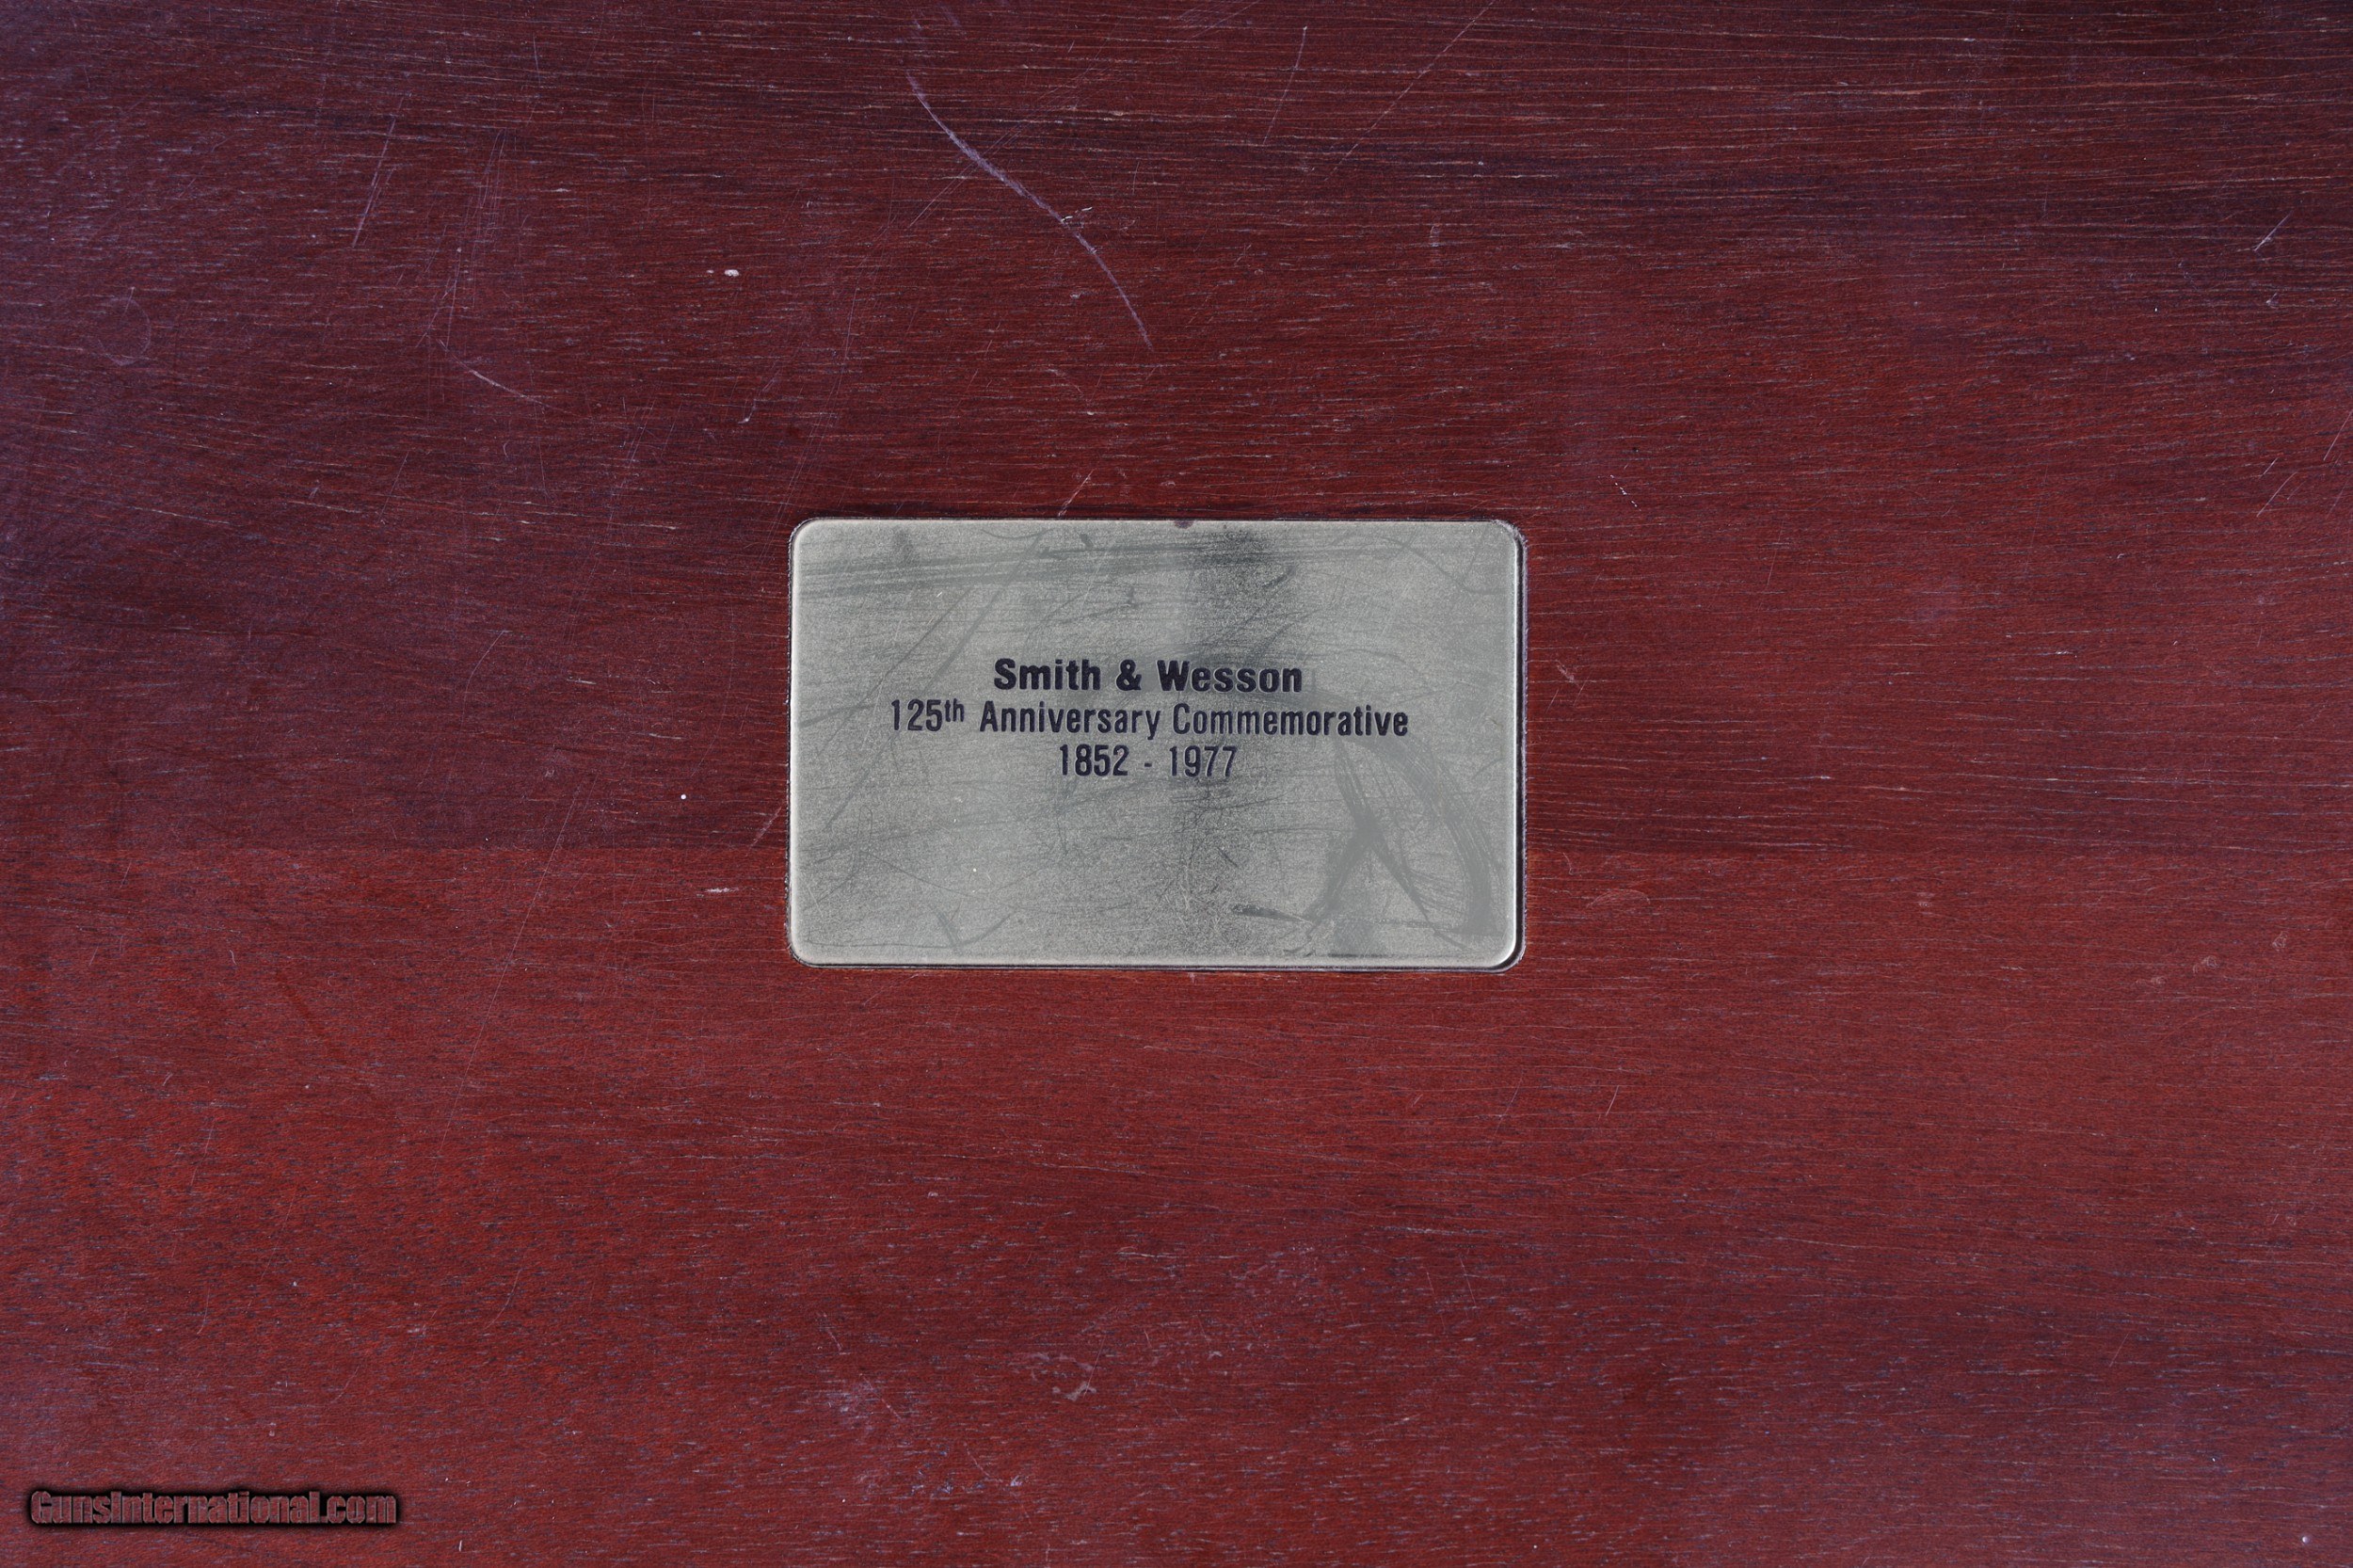 Smith & Wesson
125th Anniversary Commemorative
1852 - 1977
GunsInternational.com